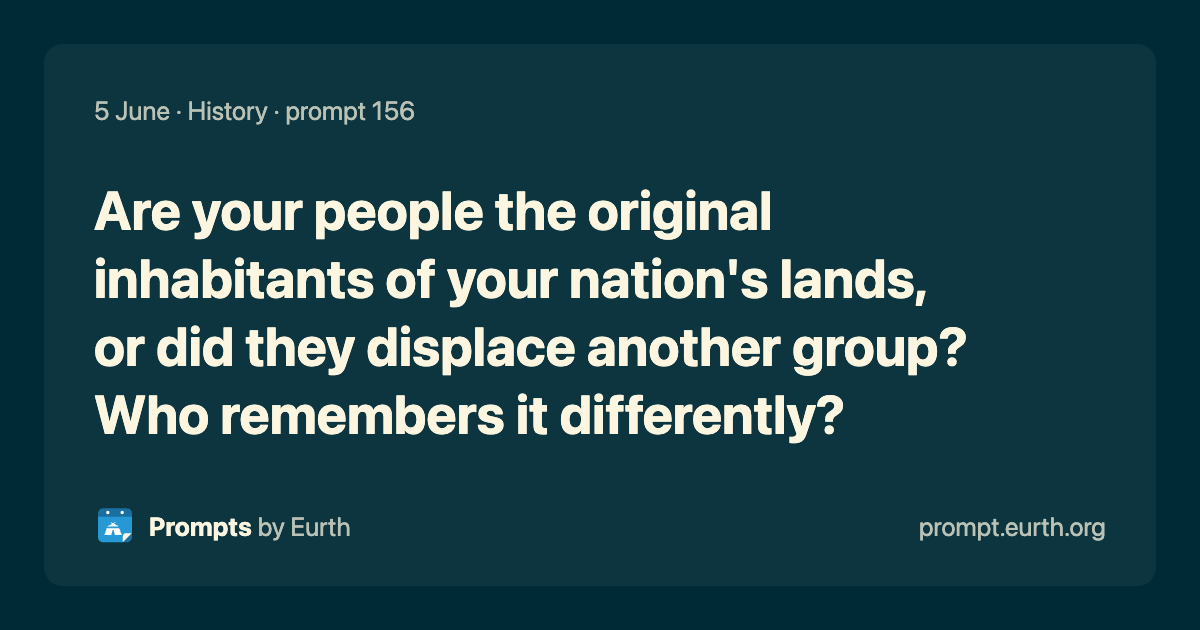 5 June · History · prompt 156
Are your people the original
inhabitants of your nation's lands,
or did they displace another group?
Who remembers it differently?
Prompts by Eurth
prompt.eurth.org